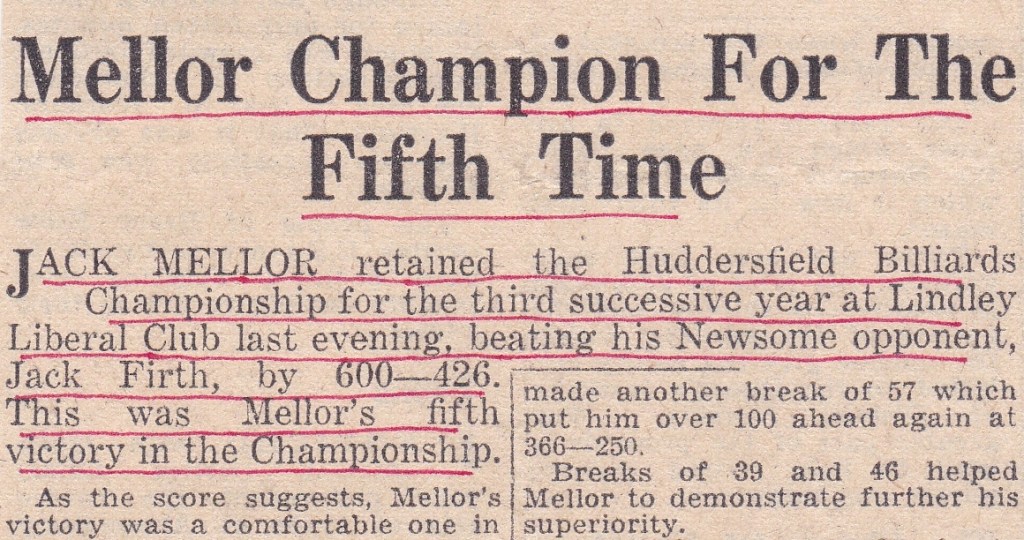 Mellor Champion For The
Fifth Time
JACK MELLOR retained the Huddersfield Billiards
Championship for the third successive year at Lindley
Liberal Club last evening, beating his Newsome opponent,
Jack Firth, by 600—426.
This was Mellor's fifth
victory in the Championship.
As the score suggests, Mellor's
victory was a comfortable one in
made another break of 57 which
put him over 100 ahead again at
366—250.
Breaks of 39 and 46 helped
Mellor to demonstrate further his
superiority.